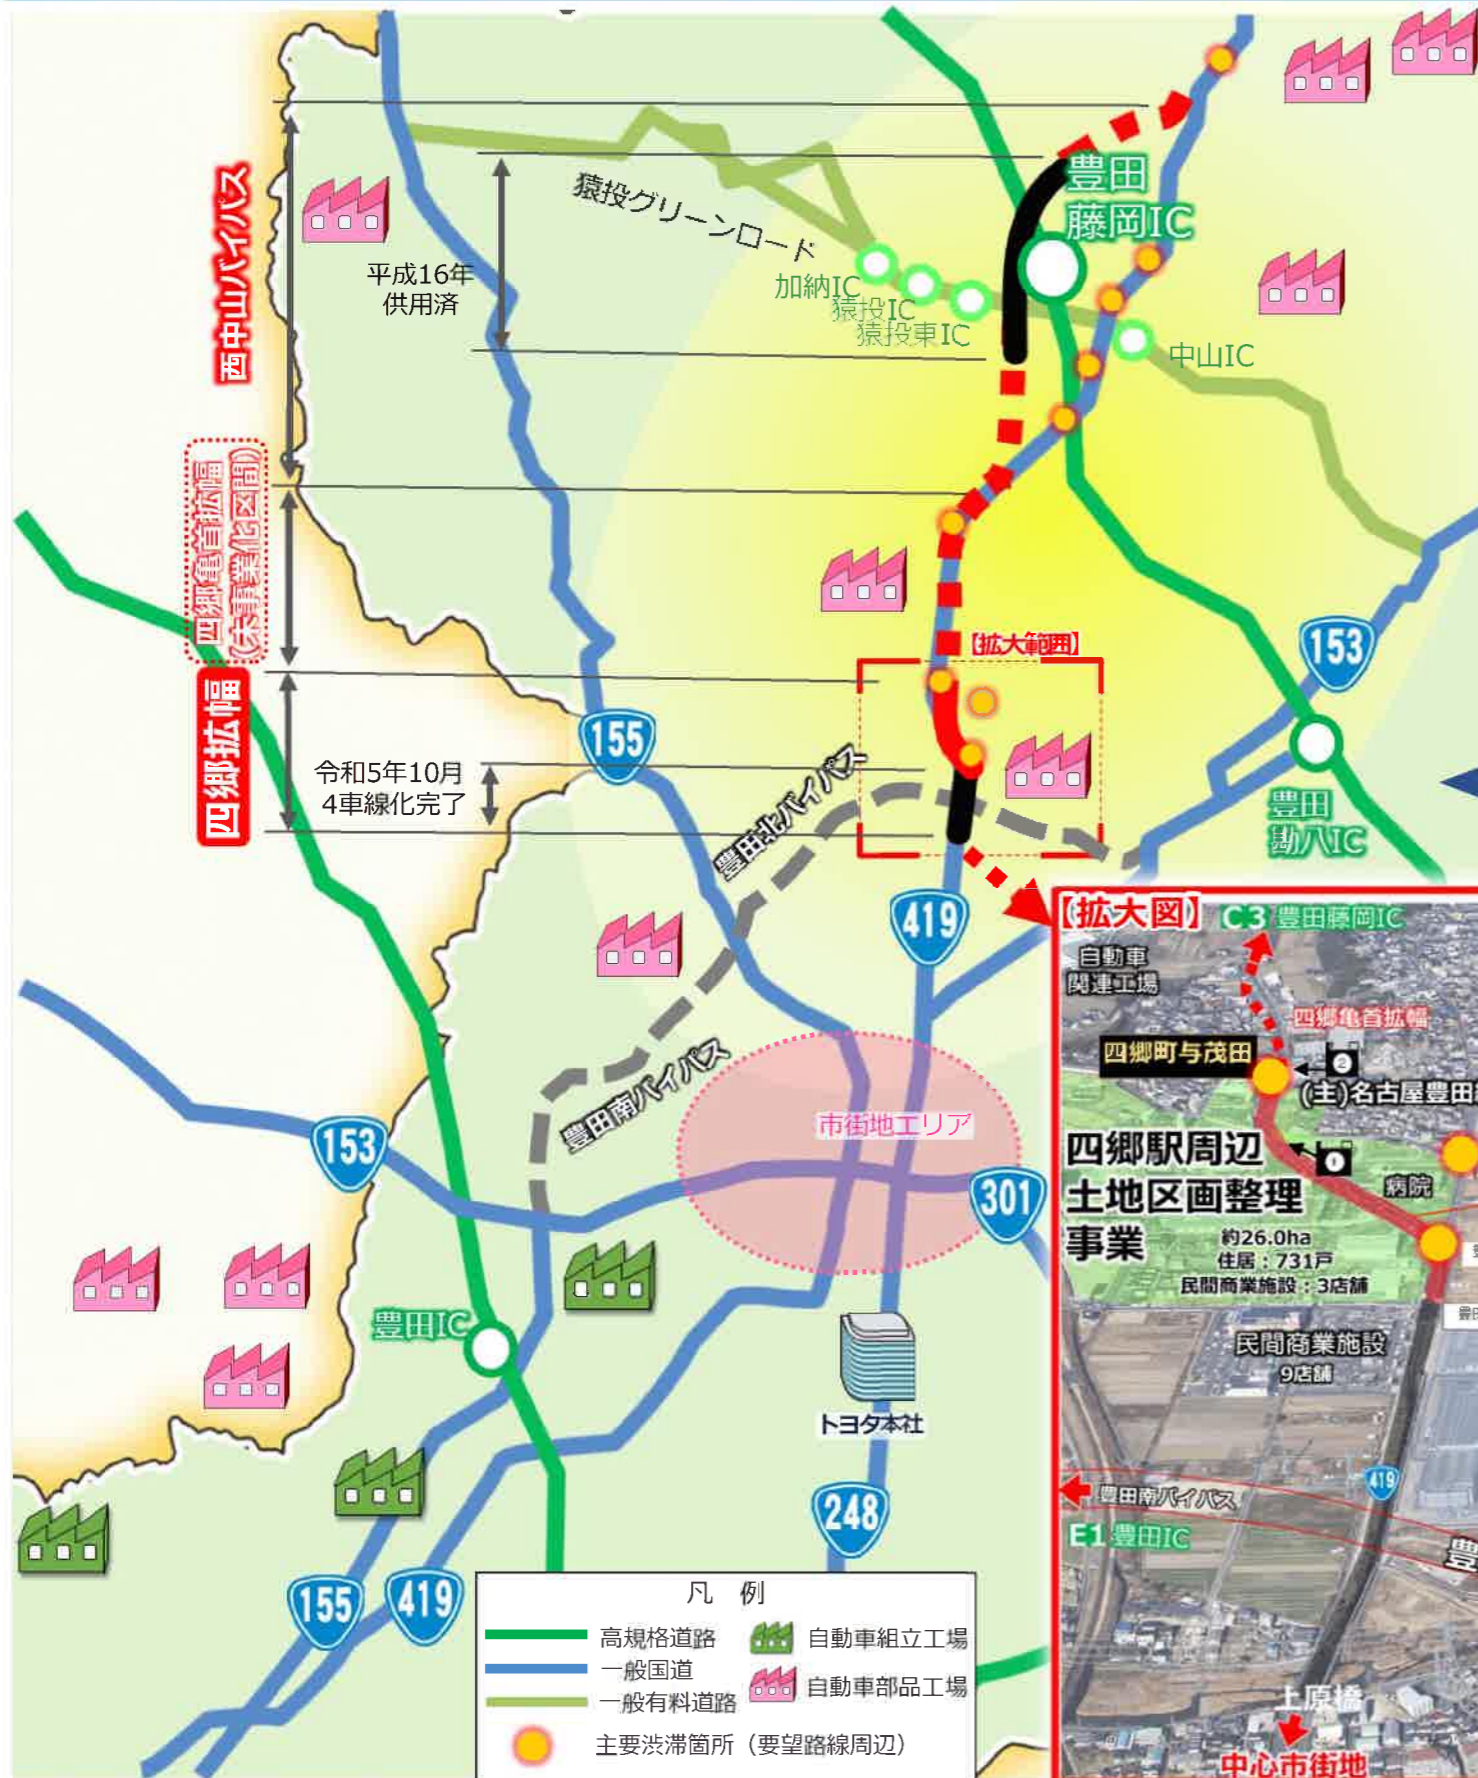 西中山バイパス
平成16年
供用済
猿投グリーンロード
加納IC
猿投IC
猿投東IC
豊田
藤岡IC
中山IC
四郷亀首拡幅
(未事業化区間)
四郷拡幅
令和5年10月
4車線化完了
【拡大範囲】
155
153
豊田
勘八IC
豊田北バイパス
419
豊田南バイパス
市街地エリア
153
301
豊田IC
トヨタ本社
248
155
419
凡 例
高規格道路
自動車組立工場
一般国道
一般有料道路
自動車部品工場
主要渋滞箇所（要望路線周辺）
【拡大図】
C3 豊田藤岡IC
自動車
関連工場
四郷亀首拡幅
四郷町与茂田
2
(主)名古屋豊田
1
四郷駅周辺
土地区画整理
事業
病院
約26.0ha
住居：731戸
民間商業施設：3店舗
民間商業施設
9店舗
419
豊田南バイパス
E1 豊田IC
豊
上原橋
中心市街地